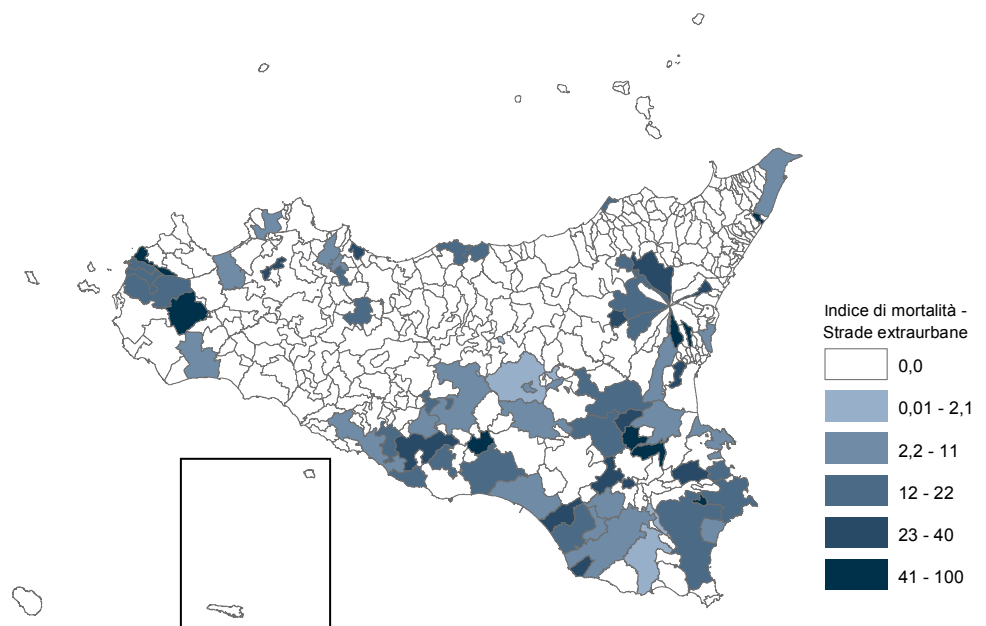 Indice di mortalità -
Strade extraurbane
0,0
0,01 - 2,1
2,2 - 11
12 - 22
23 - 40
41 - 100